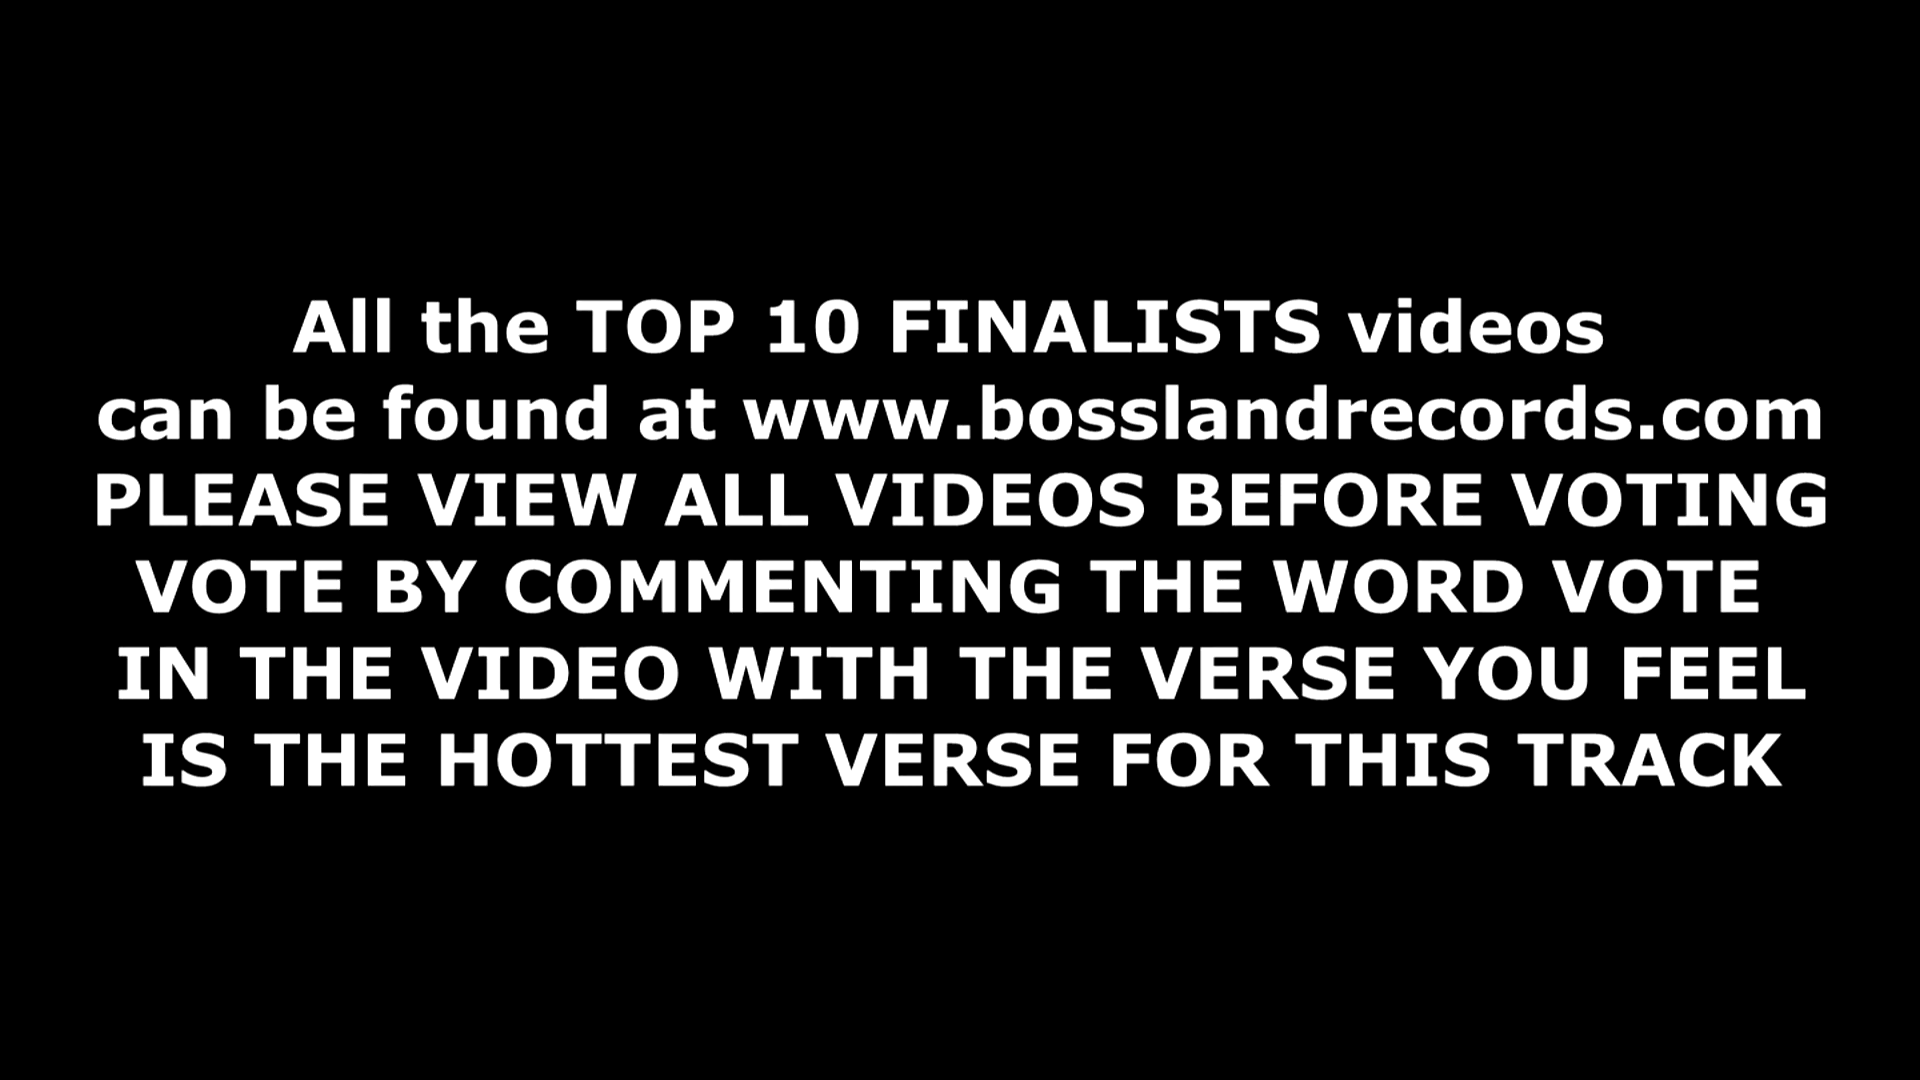 All the TOP 10 FINALISTS videos
can be found at www.bosslandrecords.com
PLEASE VIEW ALL VIDEOS BEFORE VOTING
VOTE BY COMMENTING THE WORD VOTE
IN THE VIDEO WITH THE VERSE YOU FEEL
IS THE HOTTEST VERSE FOR THIS TRACK